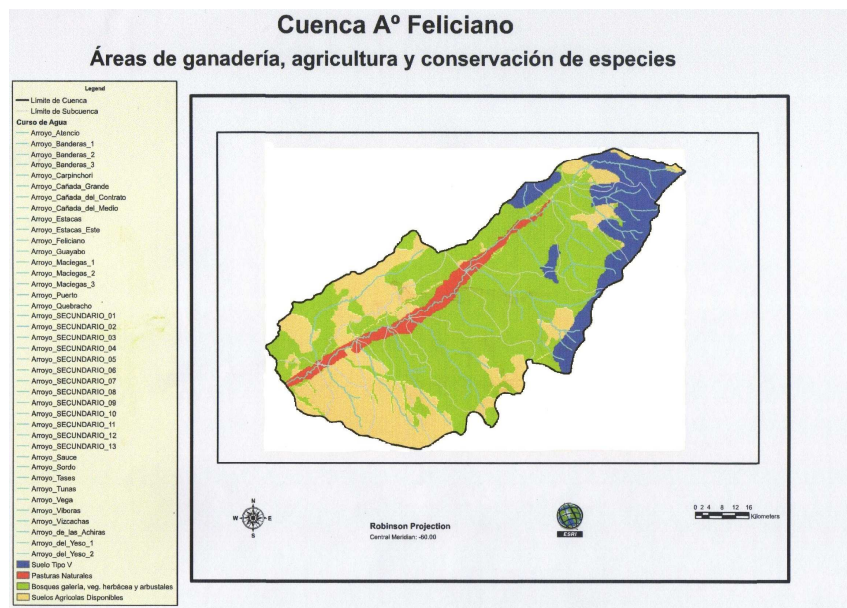 Cuenca Aº Feliciano
Áreas de ganadería, agricultura y conservación de especies
Legend
Límite de Cuenca
Límite de Subcuenca
Curso de Agua
Arroyo_Atencio
Arroyo_Banderas_1
Arroyo_Banderas_2
Arroyo_Banderas_3
Arroyo_Carpinchorí
Arroyo_Cañada_Grande
Arroyo_Cañada_del_Contrato
Arroyo_Cañada_del_Medio
Arroyo_Estacas
Arroyo_Estacas_Este
Arroyo_Feliciano
Arroyo_Guayabo
Arroyo_Maciegas_1
Arroyo_Maciegas_2
Arroyo_Maciegas_3
Arroyo_Puerto
Arroyo_Quebracho
Arroyo_SECUNDARIO_01
Arroyo_SECUNDARIO_02
Arroyo_SECUNDARIO_03
Arroyo_SECUNDARIO_04
Arroyo_SECUNDARIO_05
Arroyo_SECUNDARIO_06
Arroyo_SECUNDARIO_07
Arroyo_SECUNDARIO_08
Arroyo_SECUNDARIO_09
Arroyo_SECUNDARIO_10
Arroyo_SECUNDARIO_11
Arroyo_SECUNDARIO_12
Arroyo_SECUNDARIO_13
Arroyo_Sauce
Arroyo_Sordo
Arroyo_Tases
Arroyo_Tunas
Arroyo_Vega
Arroyo_Víboras
Arroyo_Vizcachas
Arroyo_de_las_Achiras
Arroyo_del_Yeso_1
Arroyo_del_Yeso_2
Suelo Tipo V
Pasturas Naturales
Bosques galería, veg. herbácea y arbustales
Suelos Agrícolas Disponibles
N
W E
S
Robinson Projection
Central Meridian: -60.00
ESRI
0 2 4 8 12 16
Kilometers